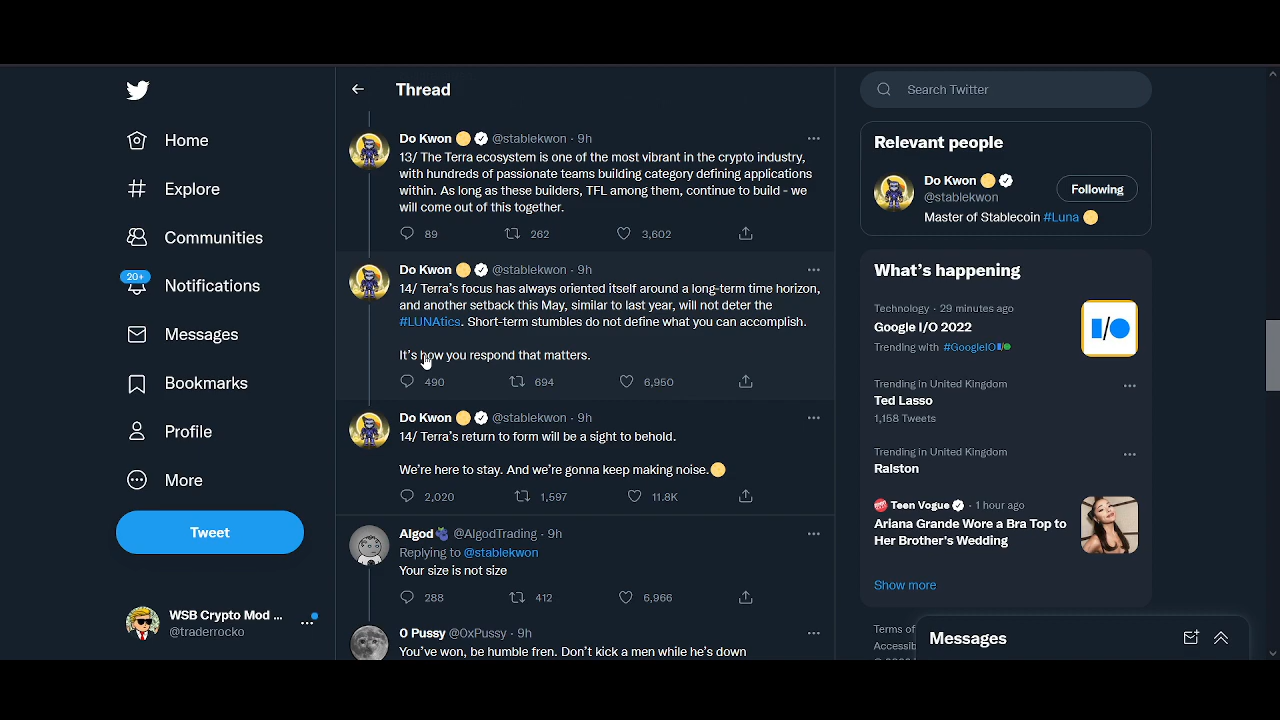 Home
Explore
Communities
20+
Notifications
Messages
Bookmarks
Profile
More
Tweet
WSB Crypto Mod ...
@traderrocko
Thread
Do Kwon @stablekwon · 9h
13/ The Terra ecosystem is one of the most vibrant in the crypto industry,
with hundreds of passionate teams building category defining applications
within. As long as these builders, TFL among them, continue to build - we
will come out of this together.
89 262 3,602
Do Kwon @stablekwon · 9h
14/ Terra's focus has always oriented itself around a long-term time horizon,
and another setback this May, similar to last year, will not deter the
#LUNAtics. Short-term stumbles do not define what you can accomplish.
It's how you respond that matters.
490 694 6,950
Do Kwon @stablekwon · 9h
14/ Terra's return to form will be a sight to behold.
We're here to stay. And we're gonna keep making noise.
2,020 1,597 11.8K
Algod @AlgodTrading · 9h
Replying to @stablekwon
Your size is not size
288 412 6,966
0 Pussy @0xPussy · 9h
You've won, be humble fren. Don't kick a men while he's down
Search Twitter
Relevant people
Do Kwon
@stablekwon
Following
Master of Stablecoin #Luna
What's happening
Technology · 29 minutes ago
Google I/O 2022
Trending with #GoogleIO
I/O
Trending in United Kingdom
Ted Lasso
1,158 Tweets
Trending in United Kingdom
Ralston
Teen Vogue · 1 hour ago
Ariana Grande Wore a Bra Top to
Her Brother's Wedding
Show more
Terms of
Messages